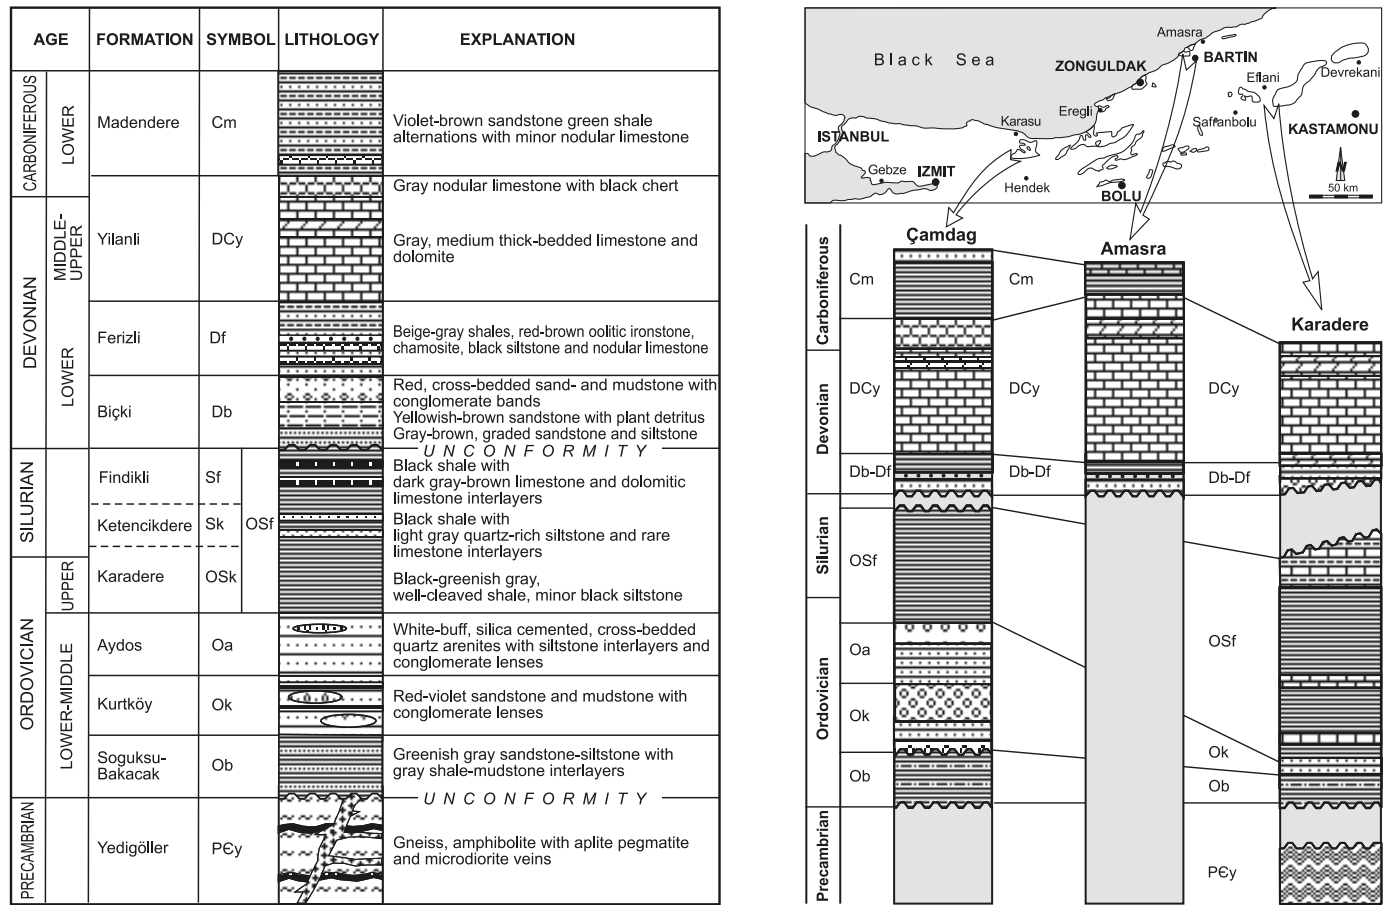 AGE FORMATION SYMBOL LITHOLOGY EXPLANATION
CARBONIFEROUS
LOWER
Madendere Cm
Violet-brown sandstone green shale
alternations with minor nodular limestone
DEVONIAN
MIDDLE-
UPPER
Yilanli DCy
Gray nodular limestone with black chert
Gray, medium thick-bedded limestone and
dolomite
LOWER
Ferizli Df
Beige-gray shales, red-brown oolitic ironstone,
chamosite, black siltstone and nodular limestone
Biçki Db
Red, cross-bedded sand- and mudstone with
conglomerate bands
Yellowish-brown sandstone with plant detritus
Gray-brown, graded sandstone and siltstone
UNCONFORMITY
SILURIAN
Findikli Sf
Black shale with
dark gray-brown limestone and dolomitic
limestone interlayers
Ketencikdere Sk OSf
Black shale with
light gray quartz-rich siltstone and rare
limestone interlayers
ORDOVICIAN
UPPER
Karadere OSk
Black-greenish gray,
well-cleaved shale, minor black siltstone
LOWER-MIDDLE
Aydos Oa
White-buff, silica cemented, cross-bedded
quartz arenites with siltstone interlayers and
conglomerate lenses
Kurtköy Ok
Red-violet sandstone and mudstone with
conglomerate lenses
Soguksu-
Bakacak Ob
Greenish gray sandstone-siltstone with
gray shale-mudstone interlayers
UNCONFORMITY
PRECAMBRIAN
Yedigöller PЄy
Gneiss, amphibolite with aplite pegmatite
and microdiorite veins
Black Sea
Amasra
BARTIN
ZONGULDAK
Eflani
Devrekani
Eregli
Karasu
Safranbolu
KASTAMONU
ISTANBUL
Gebze
IZMIT
Hendek
BOLU
N
50 km
Çamdag
Amasra
Karadere
Carboniferous
Cm Cm
Devonian
DCy DCy DCy
Db-Df Db-Df Db-Df
Silurian
OSf
OSf
Ordovician
Oa
Ok
Ok
Ob
Ob
Precambrian
PЄy